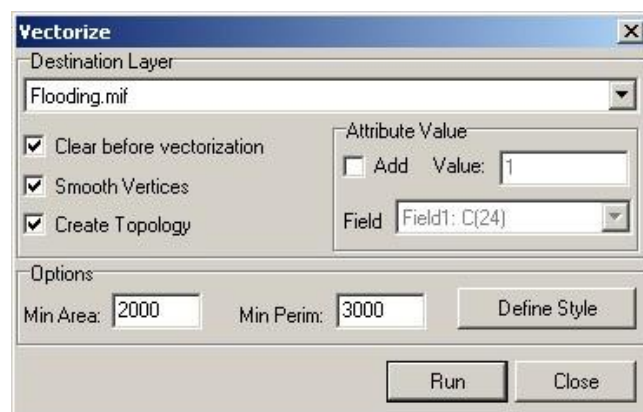 Vectorize
Destination Layer
Flooding.mif
Clear before vectorization
Smooth Vertices
Create Topology
Attribute Value
Add Value: 1
Field Field1: C(24)
Options
Min Area: 2000 Min Perim: 3000 Define Style
Run Close